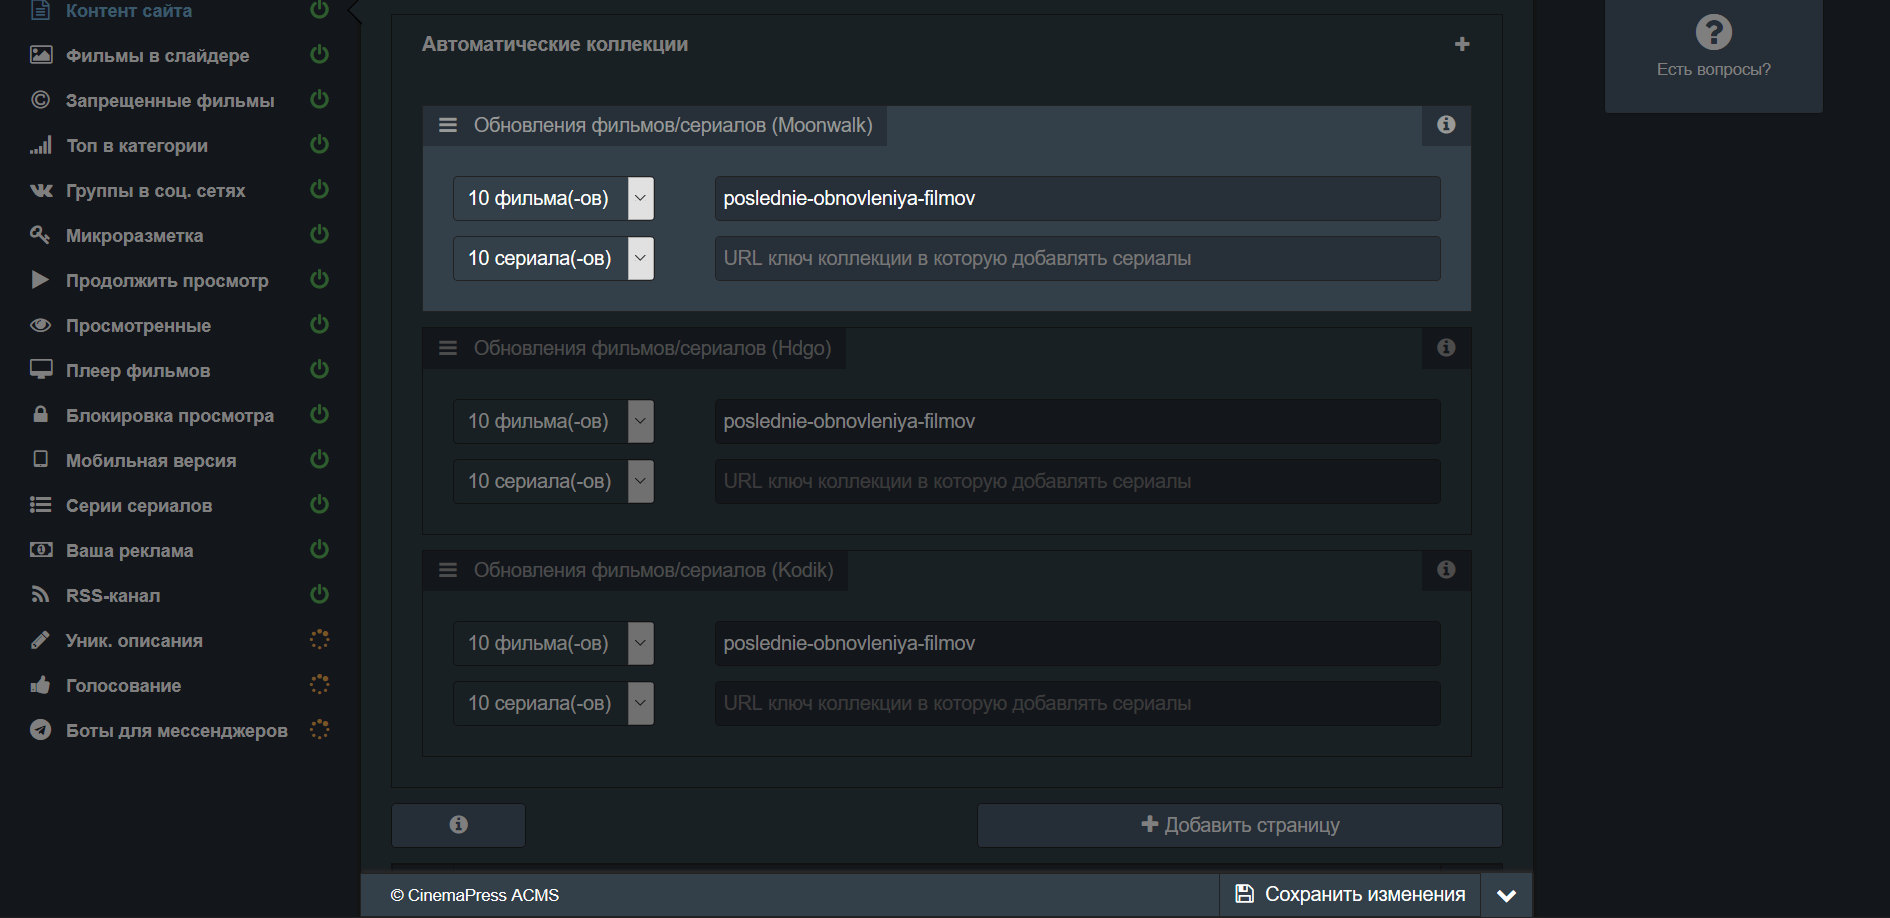 Контент сайта
Фильмы в слайдере
Запрещенные фильмы
Топ в категории
Группы в соц. сетях
Микроразметка
Продолжить просмотр
Просмотренные
Плеер фильмов
Блокировка просмотра
Мобильная версия
Серии сериалов
Ваша реклама
RSS-канал
Уник. описания
Голосование
Боты для мессенджеров
Автоматические коллекции
Обновления фильмов/сериалов (Moonwalk)
10 фильма(-ов)
poslednie-obnovleniya-filmov
10 сериала(-ов)
URL ключ коллекции в которую добавлять сериалы
Обновления фильмов/сериалов (Hdgo)
10 фильма(-ов)
poslednie-obnovleniya-filmov
10 сериала(-ов)
URL ключ коллекции в которую добавлять сериалы
Обновления фильмов/сериалов (Kodik)
10 фильма(-ов)
poslednie-obnovleniya-filmov
10 сериала(-ов)
URL ключ коллекции в которую добавлять сериалы
Добавить страницу
© CinemaPress ACMS
Сохранить изменения
Есть вопросы?